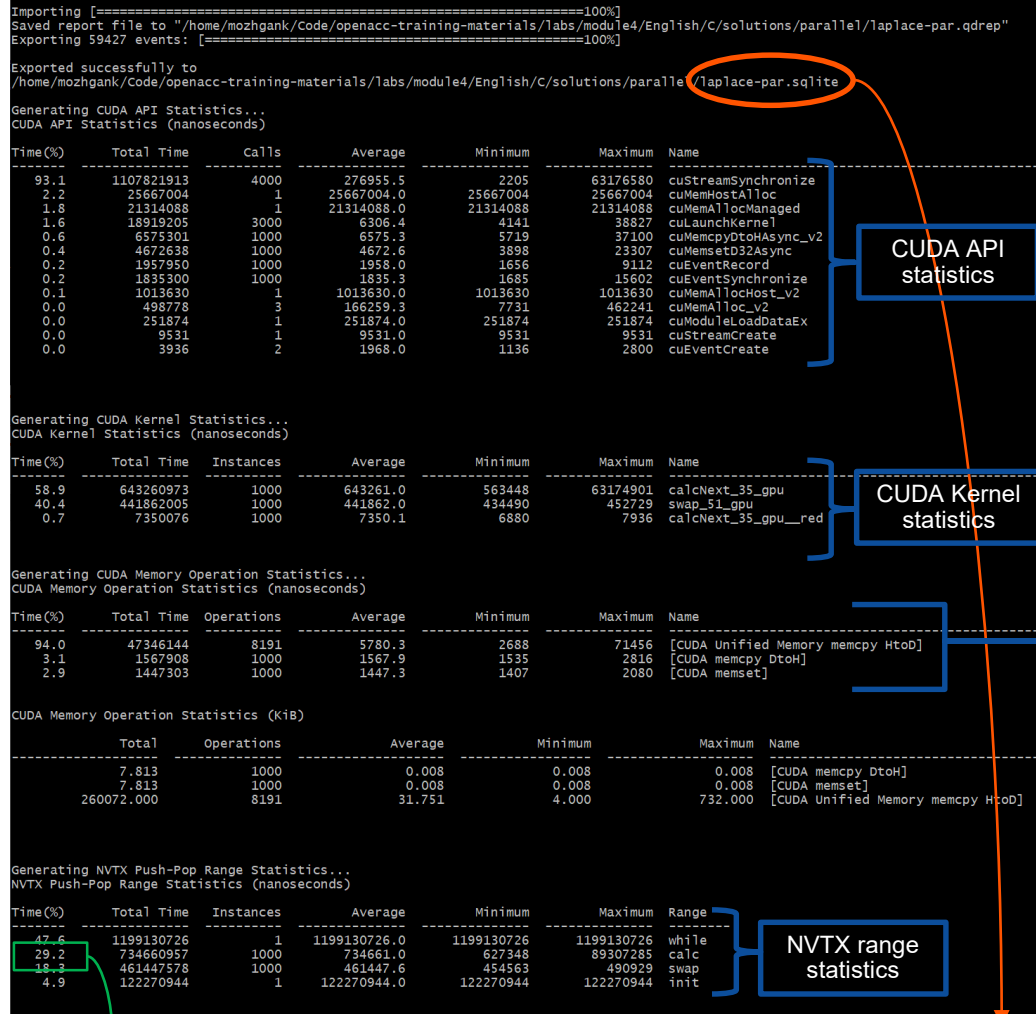 Importing [===========================================================100%]
Saved report file to "/home/mozhgank/Code/openacc-training-materials/labs/module4/English/C/solutions/parallel/laplace-par.qdrep"
Exporting 59427 events: [==============================================100%]
Exported successfully to
/home/mozhgank/Code/openacc-training-materials/labs/module4/English/C/solutions/parallel/laplace-par.sqlite
Generating CUDA API Statistics...
CUDA API Statistics (nanoseconds)
Time(%) Total Time Calls Average Minimum Maximum Name
93.1 1107821913 4000 276955.5 2205 63176580 cuStreamSynchronize
2.2 25667004 1 25667004.0 25667004 25667004 cuMemHostAlloc
1.8 21314088 1 21314088.0 21314088 21314088 cuMemAllocManaged
1.6 18919205 3000 6306.4 4141 38827 cuLaunchKernel
0.6 6575301 1000 6575.3 5719 37100 cuMemcpyDtoHAsync_v2
0.4 4672638 1000 4672.6 3898 23307 cuMemsetD32Async
0.2 1957950 1000 1958.0 1656 9112 cuEventRecord
0.2 1835300 1000 1835.3 1685 15602 cuEventSynchronize
0.1 1013630 1 1013630.0 1013630 1013630 cuMemAllocHost_v2
0.0 498778 3 166259.3 7731 462241 cuMemAlloc_v2
0.0 251874 1 251874.0 251874 251874 cuModuleLoadDataEx
0.0 9531 1 9531.0 9531 9531 cuStreamCreate
0.0 3936 2 1968.0 1136 2800 cuEventCreate
CUDA API
statistics
Generating CUDA Kernel Statistics...
CUDA Kernel Statistics (nanoseconds)
Time(%) Total Time Instances Average Minimum Maximum Name
58.9 643260973 1000 643261.0 563448 63174901 calcNext_35_gpu
40.4 441862005 1000 441862.0 434490 452729 swap_51_gpu
0.7 7350076 1000 7350.1 6880 7936 calcNext_35_gpu__red
CUDA Kernel
statistics
Generating CUDA Memory Operation Statistics...
CUDA Memory Operation Statistics (nanoseconds)
Time(%) Total Time Operations Average Minimum Maximum Name
94.0 47346144 8191 5780.3 2688 71456 [CUDA Unified Memory memcpy HtoD]
3.1 1567908 1000 1567.9 1535 2816 [CUDA memcpy DtoH]
2.9 1447303 1000 1447.3 1407 2080 [CUDA memset]
CUDA Memory Operation Statistics (KiB)
Total Operations Average Minimum Maximum Name
7.813 1000 0.008 0.008 0.008 [CUDA memcpy DtoH]
7.813 1000 0.008 0.008 0.008 [CUDA memset]
260072.000 8191 31.751 4.000 732.000 [CUDA Unified Memory memcpy HtoD]
Generating NVTX Push-Pop Range Statistics...
NVTX Push-Pop Range Statistics (nanoseconds)
Time(%) Total Time Instances Average Minimum Maximum Range
47.6 1199130726 1 1199130726.0 1199130726 1199130726 while
29.2 734660957 1000 734661.0 627348 89307285 calc
18.3 461447578 1000 461447.6 454563 490929 swap
4.9 122270944 1 122270944.0 122270944 122270944 init
NVTX range
statistics